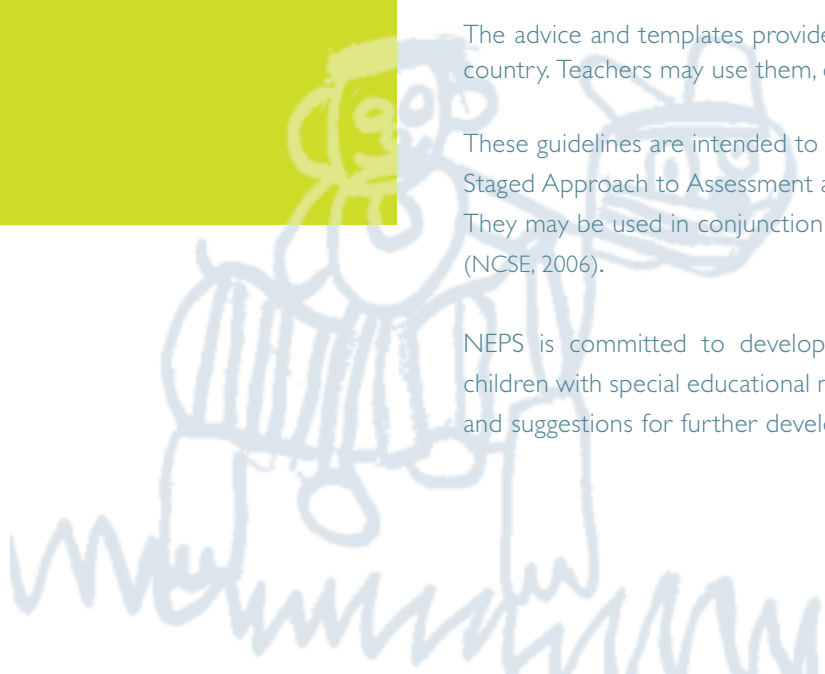 The advice and templates provide
country. Teachers may use them,
These guidelines are intended to
Staged Approach to Assessment a
They may be used in conjunction
(NCSE, 2006).
NEPS is committed to develop
children with special educational
and suggestions for further devel